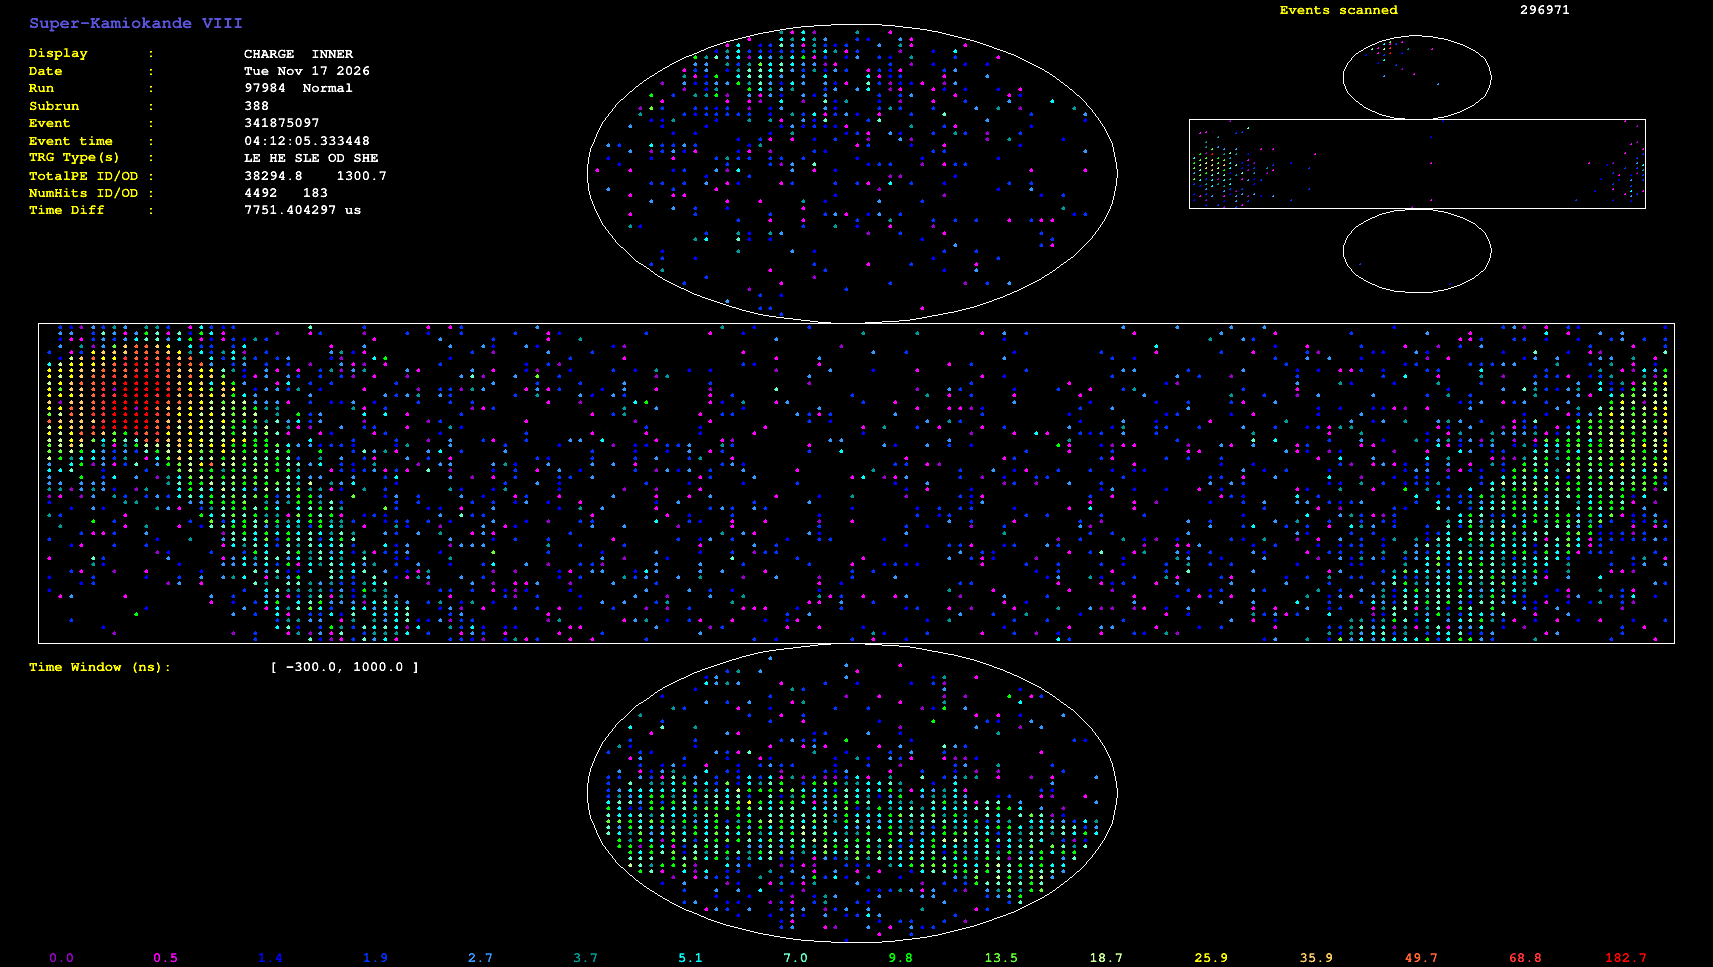 Super-Kamiokande VIII
Events scanned 296971
Display : CHARGE INNER
Date : Tue Nov 17 2026
Run : 97984 Normal
Subrun : 388
Event : 341875097
Event time : 04:12:05.333448
TRG Type(s) : LE HE SLE OD SHE
TotalPE ID/OD : 38294.8 1300.7
NumHits ID/OD : 4492 183
Time Diff : 7751.404297 us
Time Window (ns): [ -300.0, 1000.0 ]
0.0 0.5 1.4 1.9 2.7 3.7 5.1 7.0 9.8 13.5 18.7 25.9 35.9 49.7 68.8 182.7